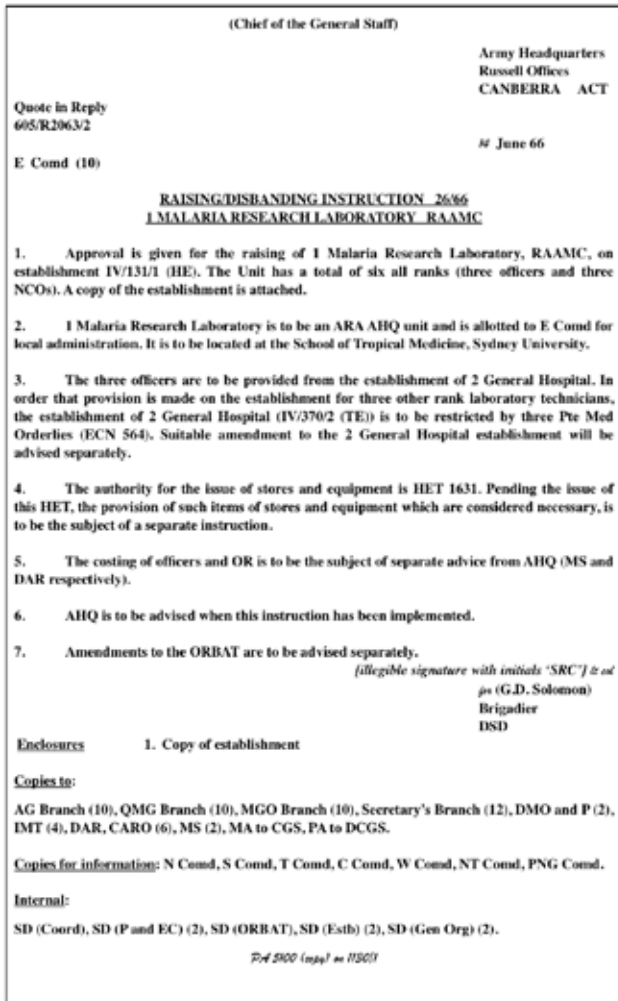 (Chief of the General Staff)
Army Headquarters
Russell Offices
CANBERRA ACT
Quote in Reply
605/R2063/2
June 66
E Comd (10)
RAISING/DISBANDING INSTRUCTION 26/66
1 MALARIA RESEARCH LABORATORY RAAMC
1. Approval is given for the raising of 1 Malaria Research Laboratory, RAAMC, on
establishment IV/131/1 (HE). The Unit has a total of six all ranks (three officers and three
NCOs). A copy of the establishment is attached.
2. 1 Malaria Research Laboratory is to be an ARA AHQ unit and is allotted to E Comd for
local administration. It is to be located at the School of Tropical Medicine, Sydney University.
3. The three officers are to be provided from the establishment of 2 General Hospital. In
order that provision is made on the establishment for three other rank laboratory technicians,
the establishment of 2 General Hospital (IV/370/2 (TE)) is to be restricted by three Pte Med
Orderlies (ECN 564). Suitable amendment to the 2 General Hospital establishment will be
advised separately.
4. The authority for the issue of stores and equipment is HET 1631. Pending the issue of
this HET, the provision of such items of stores and equipment which are considered necessary, is
to be the subject of a separate instruction.
5. The costing of officers and OR is to be the subject of separate advice from AHQ (MS and
DAR respectively).
6. AHQ is to be advised when this instruction has been implemented.
7. Amendments to the ORBAT are to be advised separately.
[illegible signature with initials 'SRC']
for (G.D. Solomon)
Brigadier
DSD
Enclosures 1. Copy of establishment
Copies to:
AG Branch (10), QMG Branch (10), MGO Branch (10), Secretary's Branch (12), DMO and P (2),
IMT (4), DAR, CARO (6), MS (2), MA to CGS, PA to DCGS.
Copies for information: N Comd, S Comd, T Comd, C Comd, W Comd, NT Comd, PNG Comd.
Internal:
SD (Coord), SD (P and EC) (2), SD (ORBAT), SD (Estb) (2), SD (Gen Org) (2).
PA 5100 (copy) on